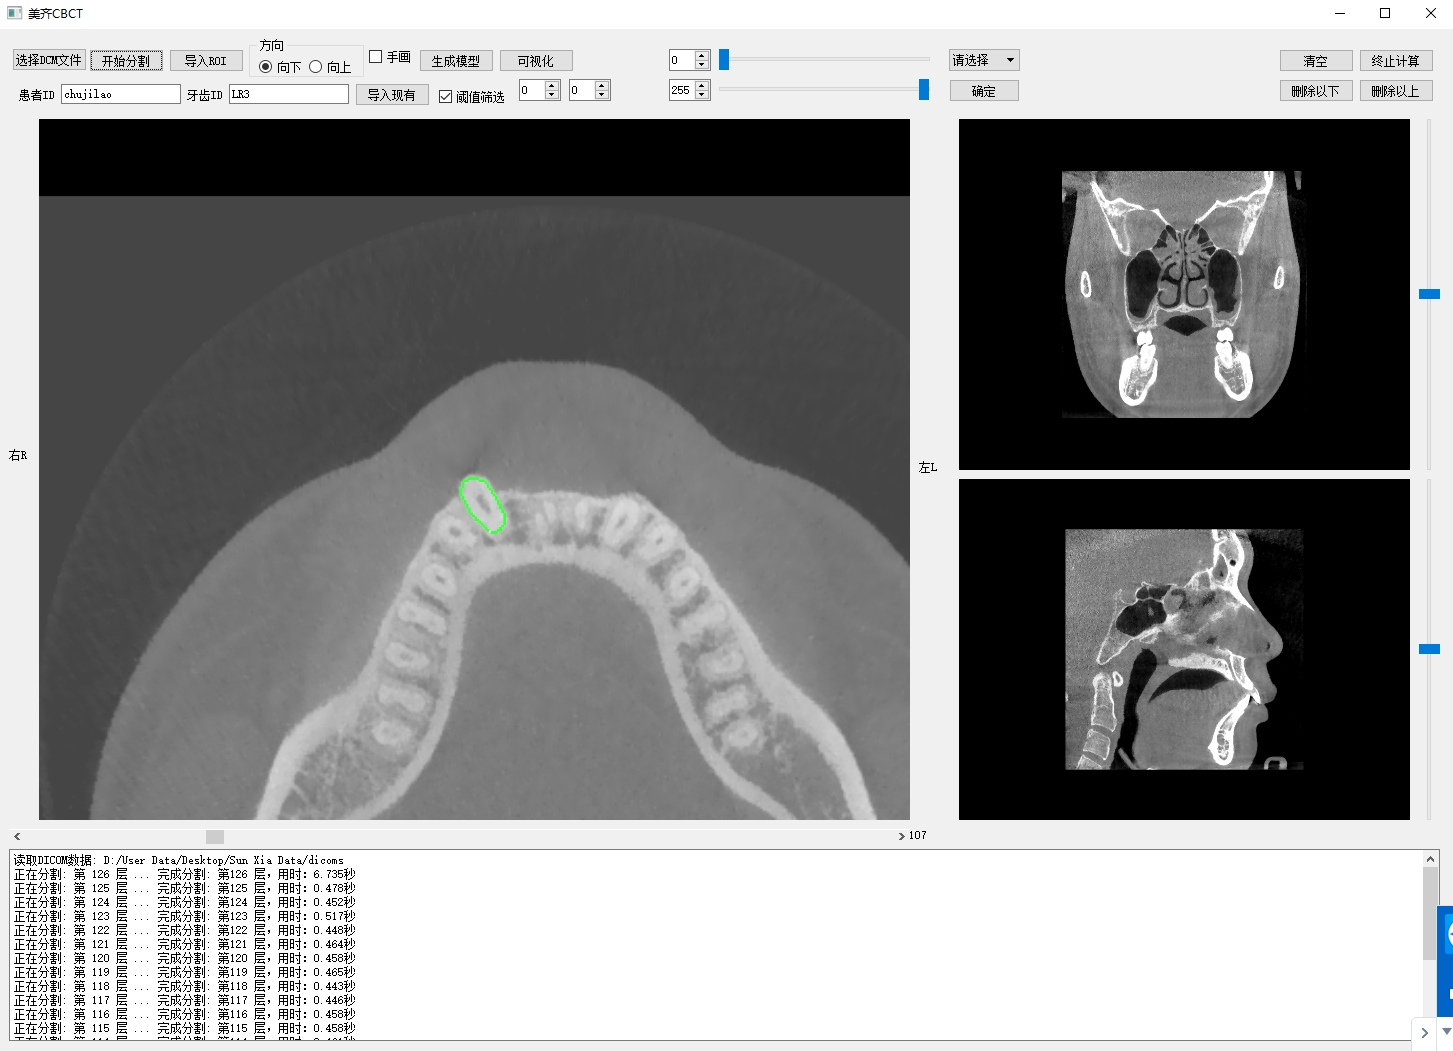 美齐CBCT
方向
选择DCM文件 开始分割 导入ROI 向下 向上 手画 生成模型 可视化 0 请选择 清空 终止计算
患者ID chujilao 牙齿ID LR3 导入现有 阈值筛选 0 0 255 确定 删除以下 删除以上
右R
左L
107
读取DICOM数据: D:/User Data/Desktop/Sun Xia Data/dicoms
正在分割: 第 126 层 ... 完成分割: 第126 层，用时：6.735秒
正在分割: 第 125 层 ... 完成分割: 第125 层，用时：0.478秒
正在分割: 第 124 层 ... 完成分割: 第124 层，用时：0.452秒
正在分割: 第 123 层 ... 完成分割: 第123 层，用时：0.517秒
正在分割: 第 122 层 ... 完成分割: 第122 层，用时：0.448秒
正在分割: 第 121 层 ... 完成分割: 第121 层，用时：0.464秒
正在分割: 第 120 层 ... 完成分割: 第120 层，用时：0.458秒
正在分割: 第 119 层 ... 完成分割: 第119 层，用时：0.465秒
正在分割: 第 118 层 ... 完成分割: 第118 层，用时：0.443秒
正在分割: 第 117 层 ... 完成分割: 第117 层，用时：0.446秒
正在分割: 第 116 层 ... 完成分割: 第116 层，用时：0.458秒
正在分割: 第 115 层 ... 完成分割: 第115 层，用时：0.458秒